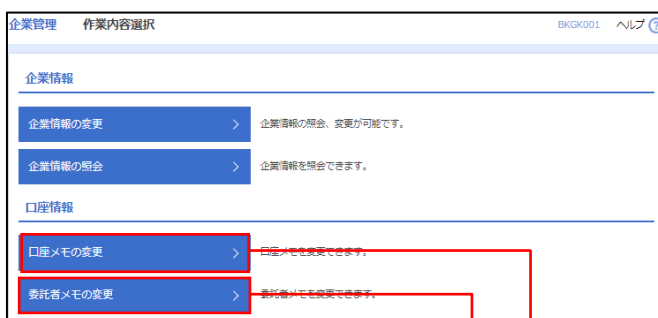 企業管理 作業内容選択 BKGK001 ヘルプ ?
企業情報
企業情報の変更 企業情報の照会、変更が可能です。
企業情報の照会 企業情報を照会できます。
口座情報
口座メモの変更 口座メモを変更できます。
委託者メモの変更 委託者メモを変更できます。